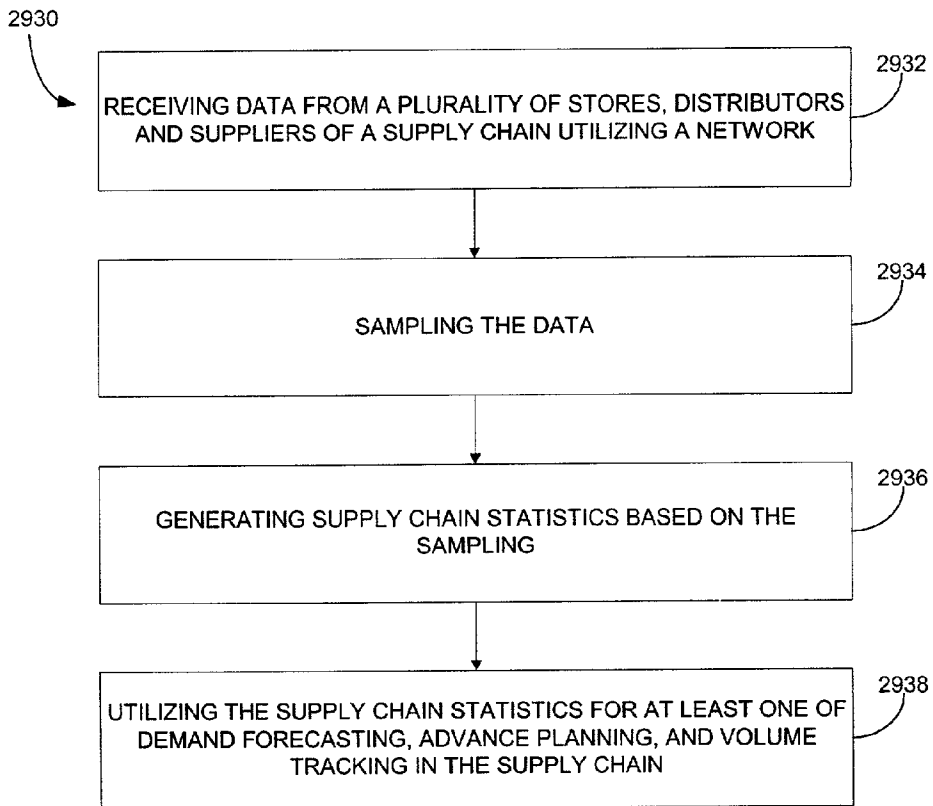 2930
2932
RECEIVING DATA FROM A PLURALITY OF STORES, DISTRIBUTORS
AND SUPPLIERS OF A SUPPLY CHAIN UTILIZING A NETWORK
2934
SAMPLING THE DATA
2936
GENERATING SUPPLY CHAIN STATISTICS BASED ON THE
SAMPLING
2938
UTILIZING THE SUPPLY CHAIN STATISTICS FOR AT LEAST ONE OF
DEMAND FORECASTING, ADVANCE PLANNING, AND VOLUME
TRACKING IN THE SUPPLY CHAIN